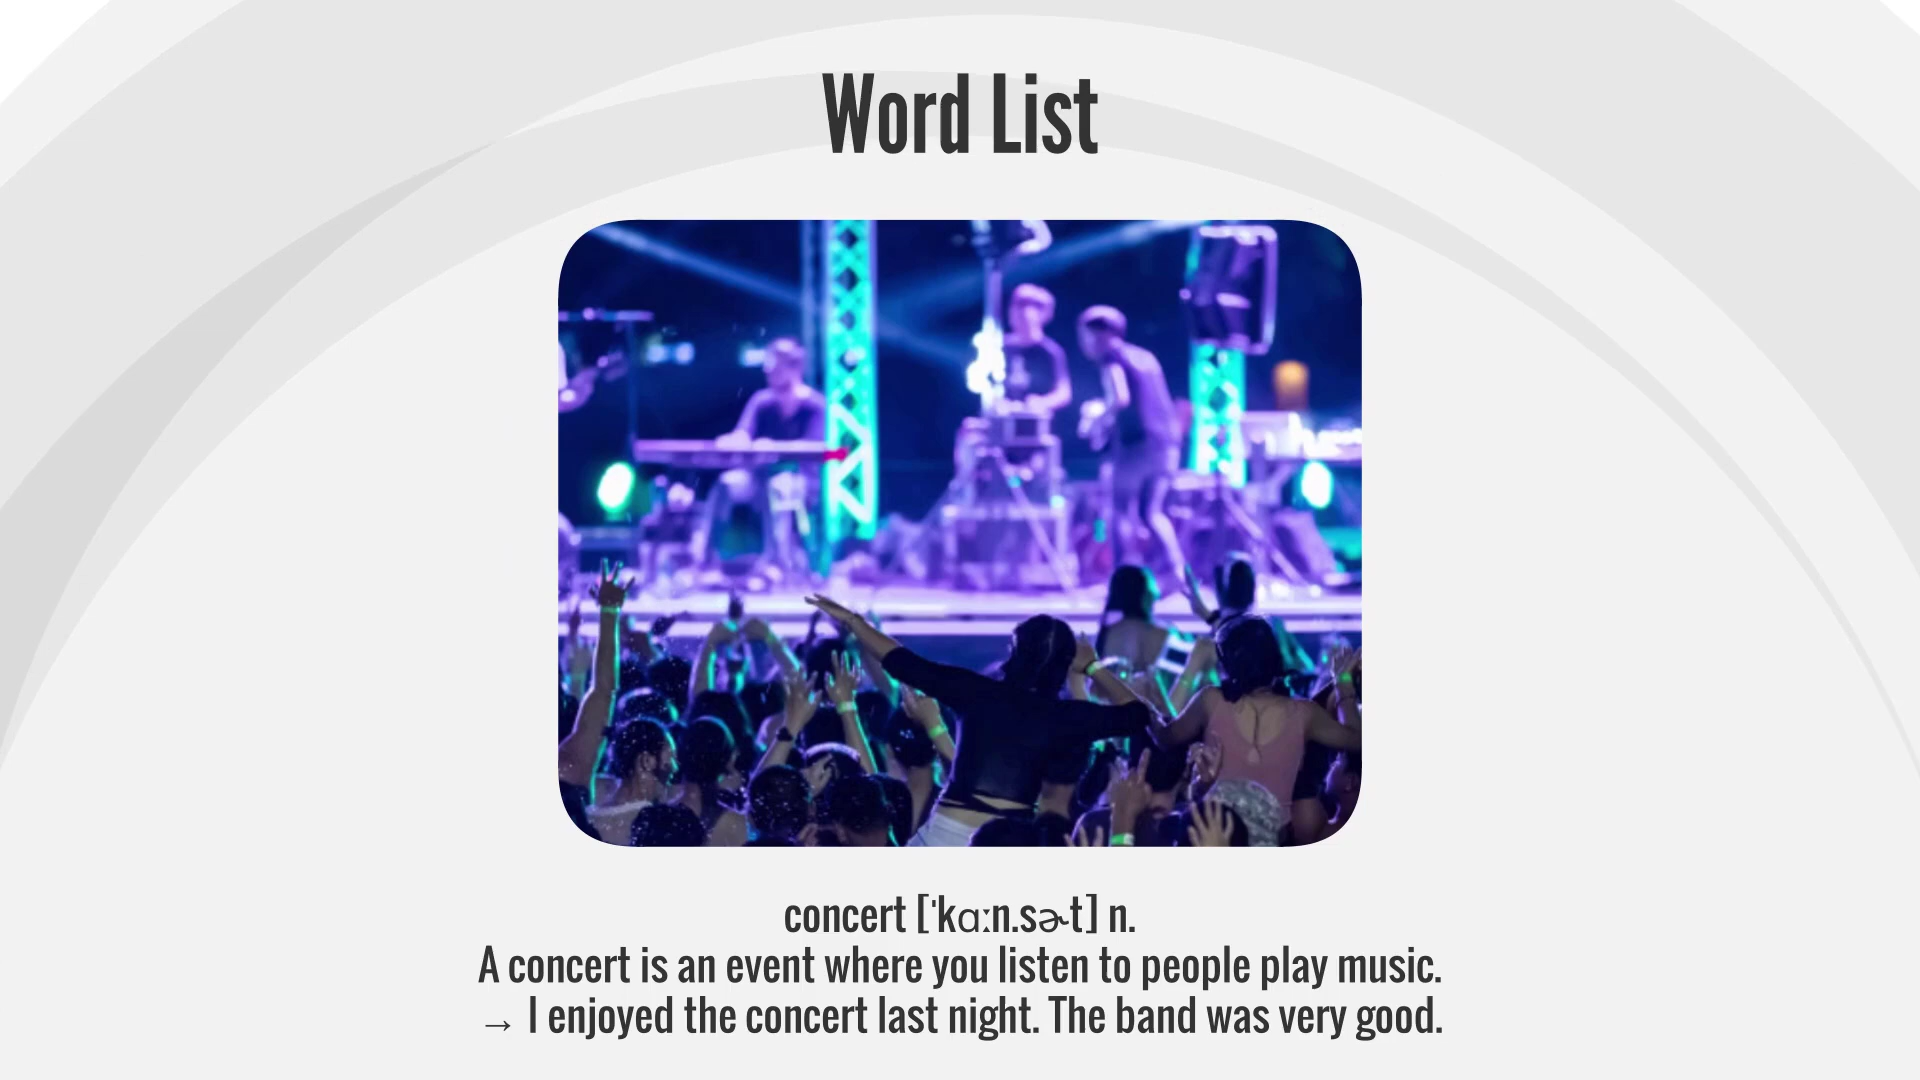 Word List
concert [ˈkɑːn.sɚt] n.
A concert is an event where you listen to people play music.
→ I enjoyed the concert last night. The band was very good.